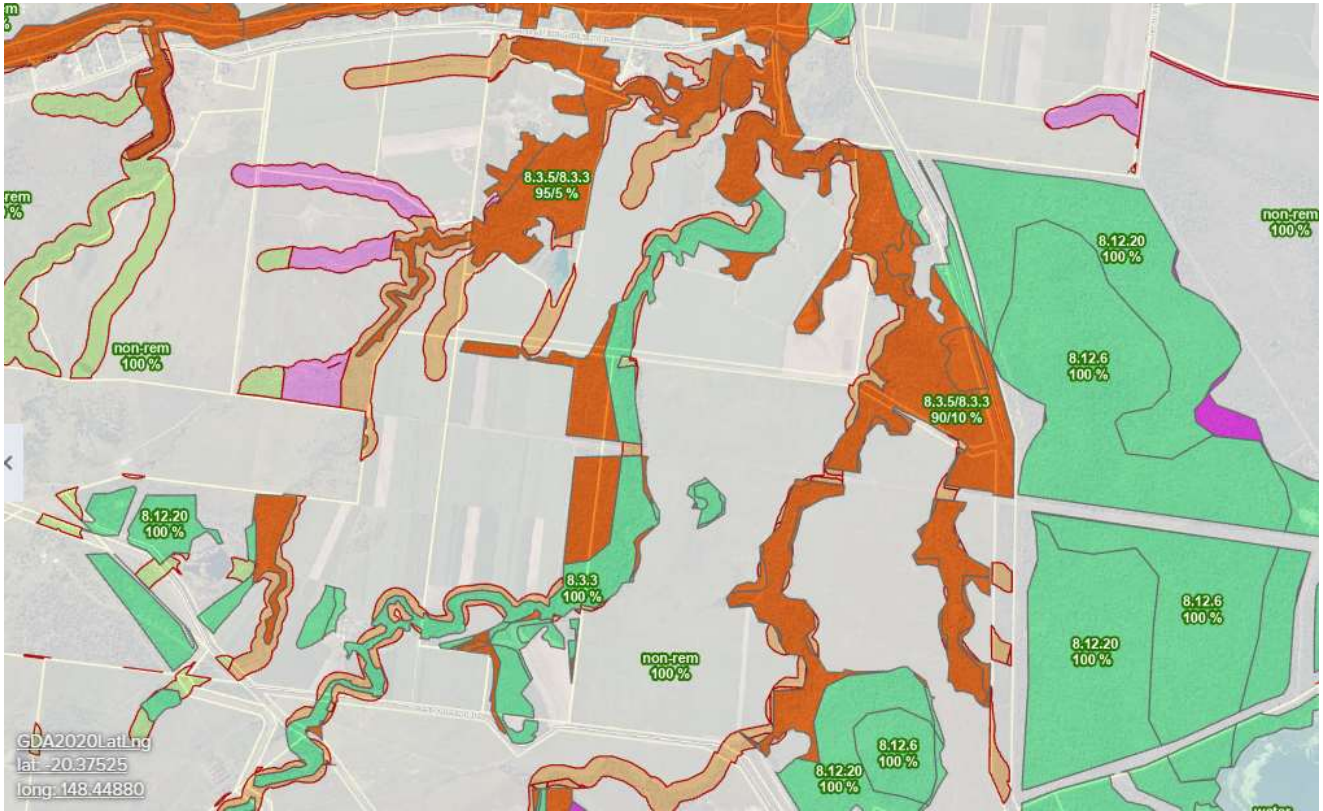 m
%
8.3.5/8.3.3
95/5 %
rem
%
8.12.20
100 %
non-rem
100 %
non-rem
100 %
8.12.6
100 %
8.3.5/8.3.3
90/10 %
8.12.20
100 %
8.3.3
100 %
8.12.6
100 %
8.12.20
100 %
non-rem
100 %
8.12.6
100 %
8.12.20
100 %
GDA2020LatLng
lat: -20.37525
long: 148.44880
water